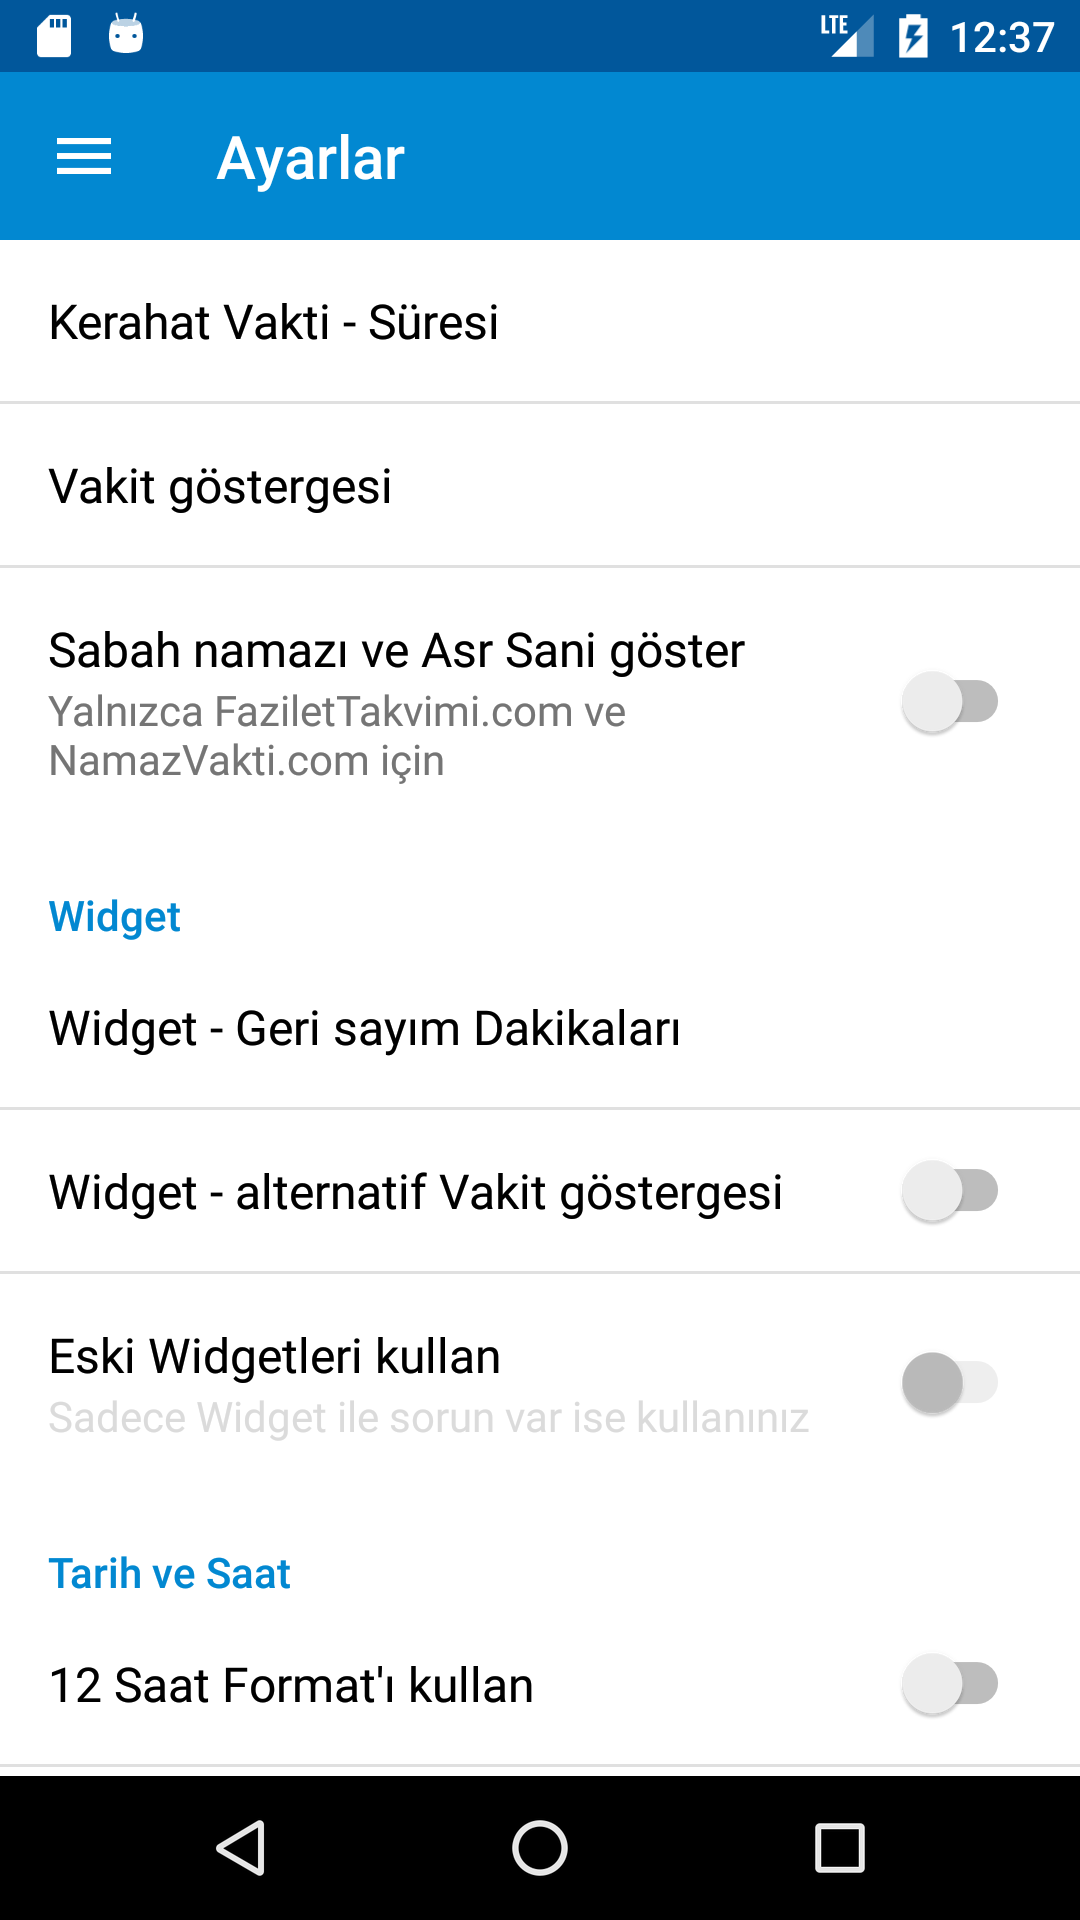 LTE 12:37
Ayarlar
Kerahat Vakti - Süresi
Vakit göstergesi
Sabah namazı ve Asr Sani göster
Yalnızca FaziletTakvimi.com ve
NamazVakti.com için
Widget
Widget - Geri sayım Dakikaları
Widget - alternatif Vakit göstergesi
Eski Widgetleri kullan
Sadece Widget ile sorun var ise kullanınız
Tarih ve Saat
12 Saat Format'ı kullan